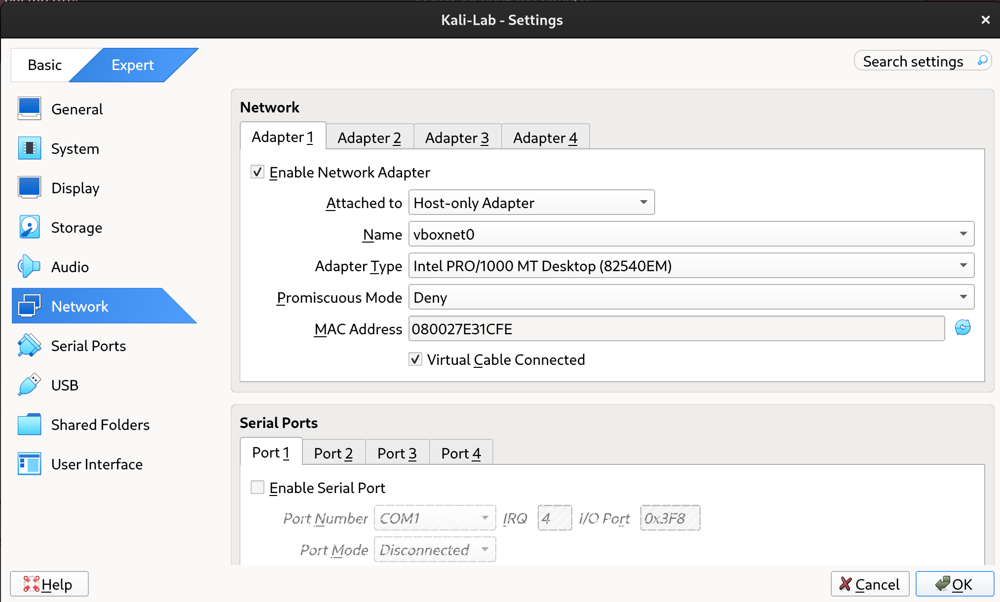 Kali-Lab - Settings
Basic
Expert
Search settings
General
System
Display
Storage
Audio
Network
Serial Ports
USB
Shared Folders
User Interface
Network
Adapter 1
Adapter 2
Adapter 3
Adapter 4
Enable Network Adapter
Attached to Host-only Adapter
Name vboxnet0
Adapter Type Intel PRO/1000 MT Desktop (82540EM)
Promiscuous Mode Deny
MAC Address 080027E31CFE
Virtual Cable Connected
Serial Ports
Port 1
Port 2
Port 3
Port 4
Enable Serial Port
Port Number COM1 IRQ 4 I/O Port 0x3F8
Port Mode Disconnected
Help
Cancel
OK